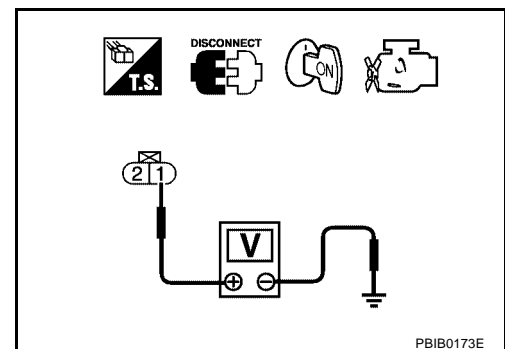 DISCONNECT
T.S.
ON
2 1
V
+ −
PBIB0173E